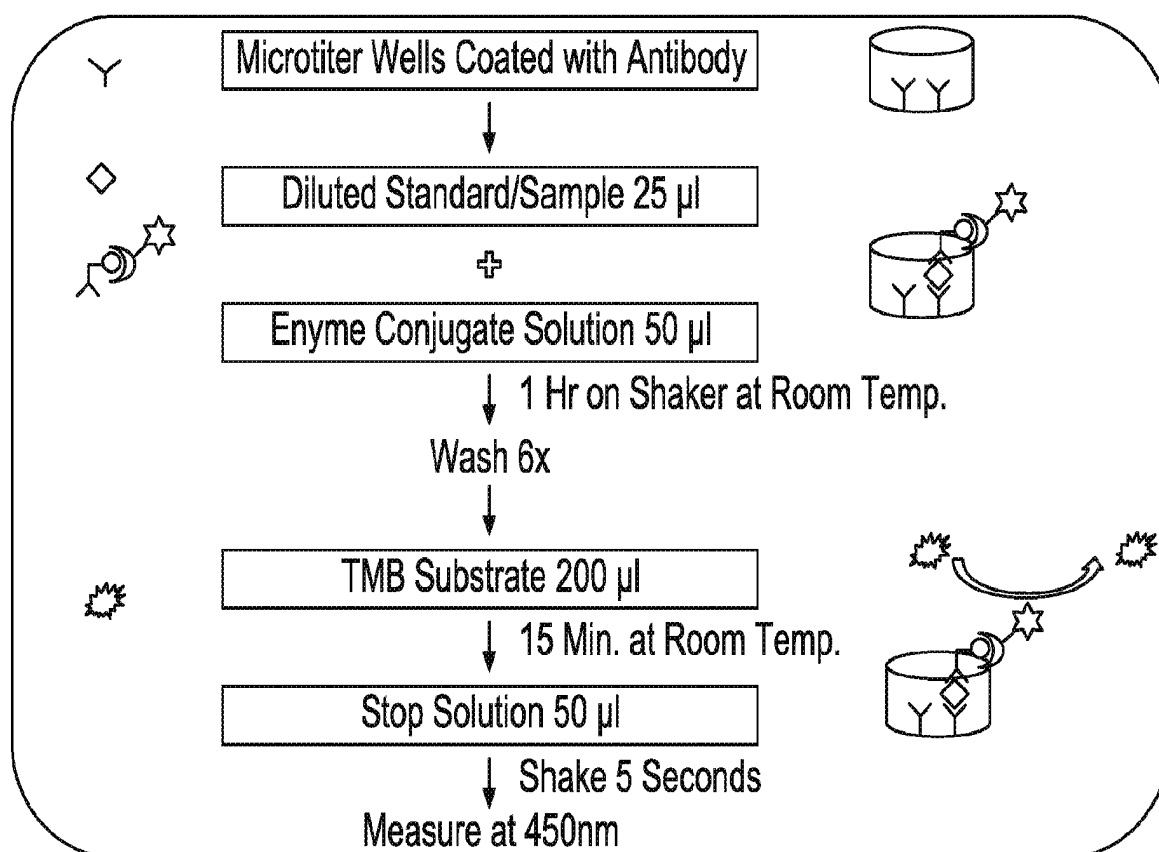 Microtiter Wells Coated with Antibody
Diluted Standard/Sample 25 µl
Enyme Conjugate Solution 50 µl
1 Hr on Shaker at Room Temp.
Wash 6x
TMB Substrate 200 µl
15 Min. at Room Temp.
Stop Solution 50 µl
Shake 5 Seconds
Measure at 450nm